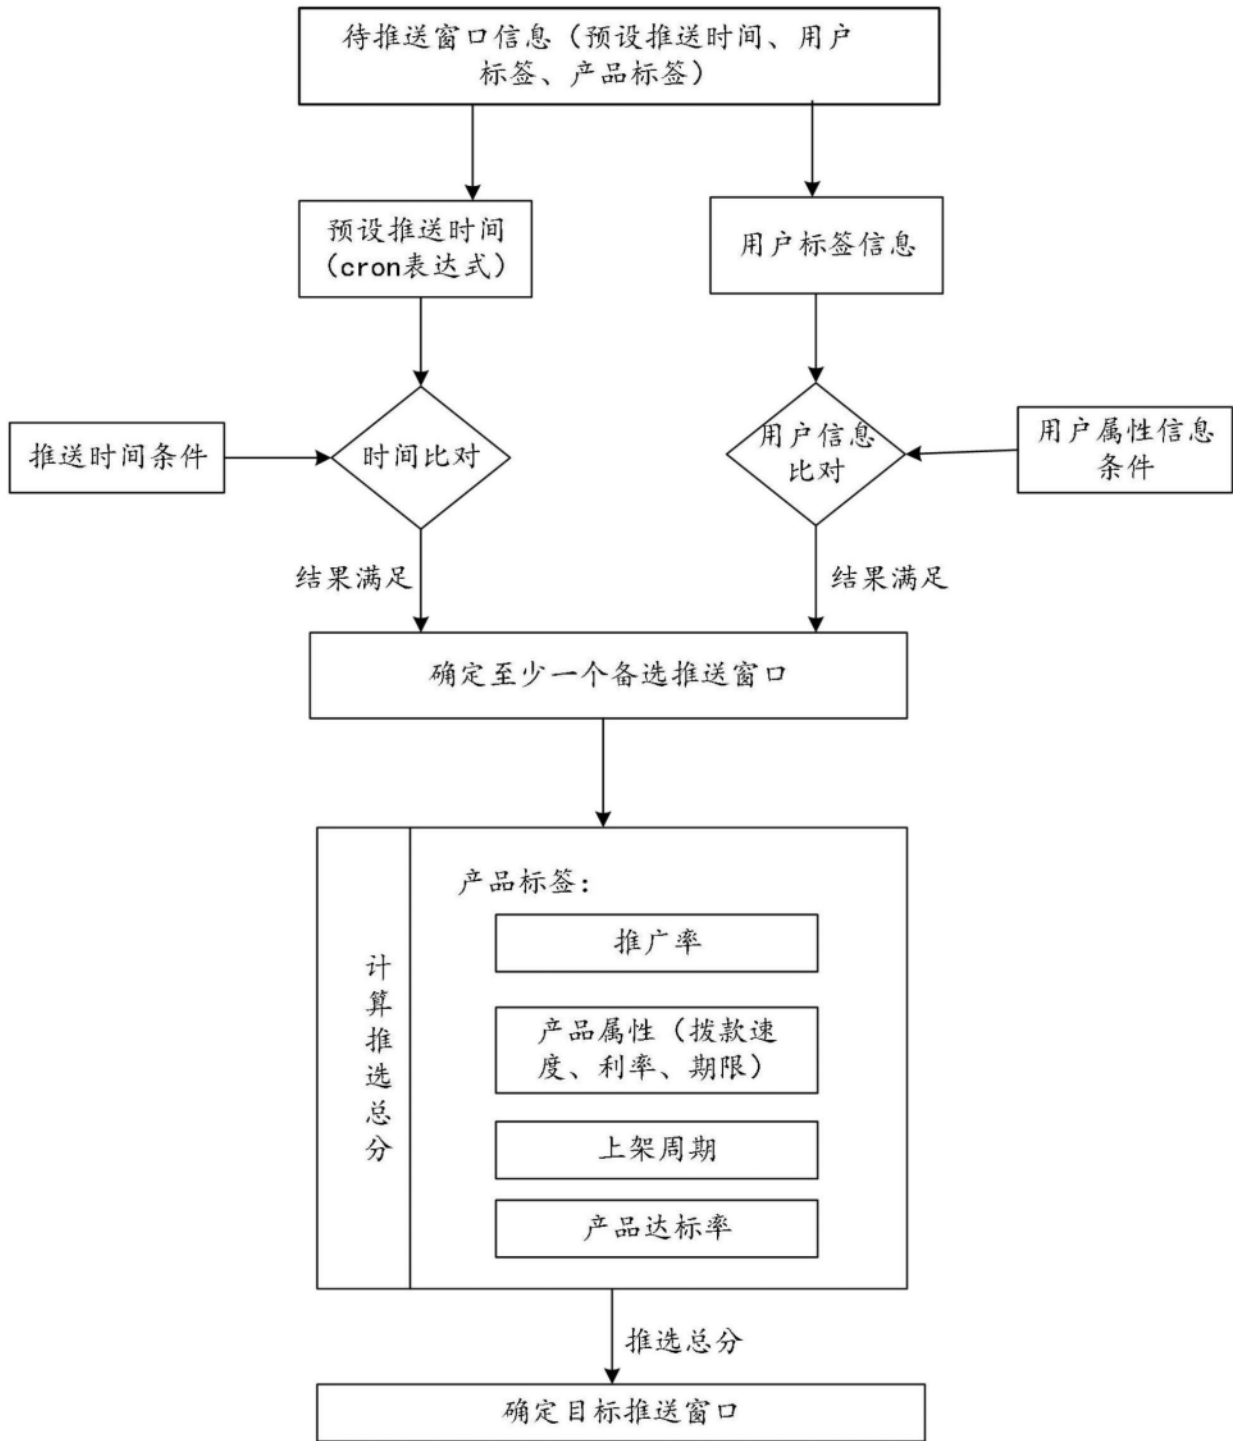 待推送窗口信息（预设推送时间、用户
标签、产品标签）
预设推送时间
（cron表达式）
用户标签信息
推送时间条件
时间比对
用户信息
比对
用户属性信息
条件
结果满足
结果满足
确定至少一个备选推送窗口
计算推选总分
产品标签：
推广率
产品属性（拨款速
度、利率、期限）
上架周期
产品达标率
推选总分
确定目标推送窗口